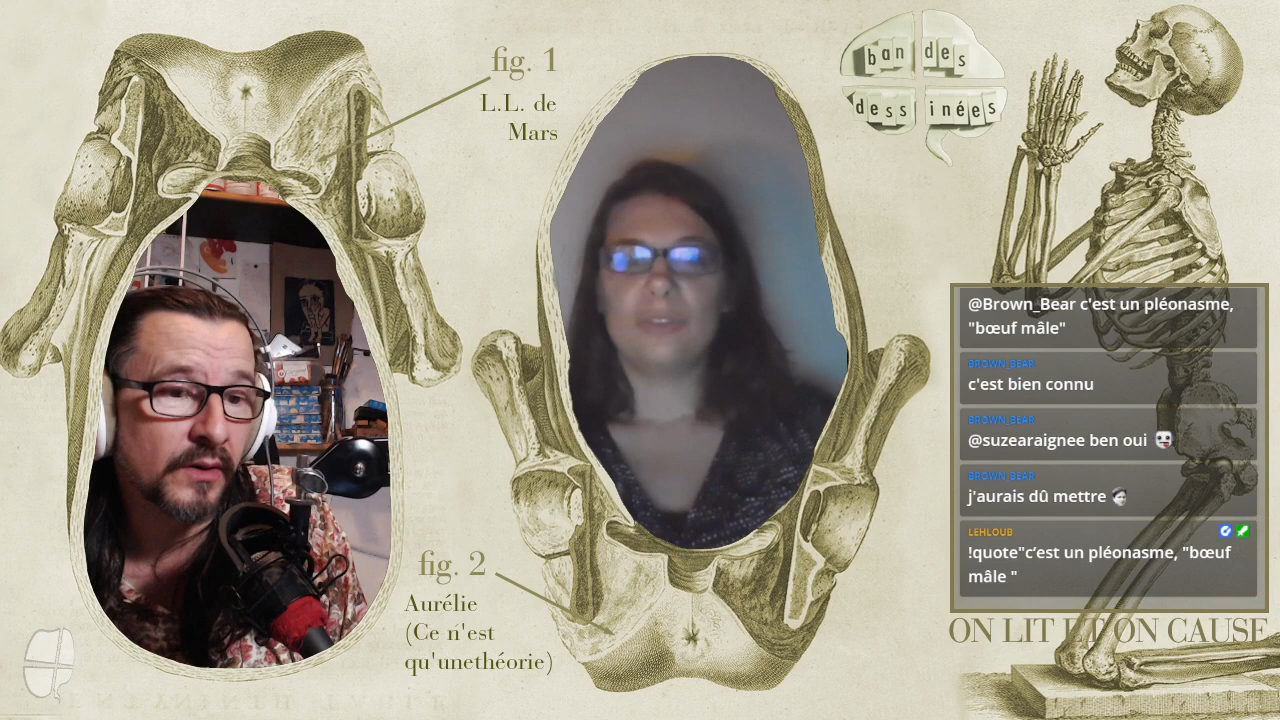 fig. 1
L.L. de
Mars
bandes
dessinées
@Brown_Bear c'est un pléonasme,
"bœuf mâle"
BROWN_BEAR
c'est bien connu
BROWN_BEAR
@suzearaignee ben oui
BROWN_BEAR
j'aurais dû mettre
LEHLOUB
!quote"c'est un pléonasme, "bœuf
mâle "
fig. 2
Aurélie
(Ce n'est
qu'unethéorie)
ON LIT ET ON CAUSE